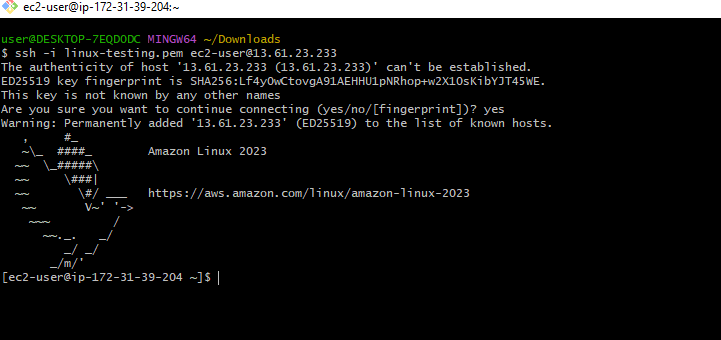 ec2-user@ip-172-31-39-204:~
user@DESKTOP-7EQDODC MINGW64 ~/Downloads
$ ssh -i linux-testing.pem ec2-user@13.61.23.233
The authenticity of host '13.61.23.233 (13.61.23.233)' can't be established.
ED25519 key fingerprint is SHA256:Lf4yOwCtovgA91AEHHU1pNRhop+w2X1OsKibYJT45WE.
This key is not known by any other names
Are you sure you want to continue connecting (yes/no/[fingerprint])? yes
Warning: Permanently added '13.61.23.233' (ED25519) to the list of known hosts.
   ,     #_
   ~\_  ####_        Amazon Linux 2023
  ~~  \_#####\
  ~~     \###|
  ~~       \#/ ___   https://aws.amazon.com/linux/amazon-linux-2023
   ~~       V~' '->
    ~~~         /
      ~~._.   _/
         _/ _/
       _/m/'
[ec2-user@ip-172-31-39-204 ~]$